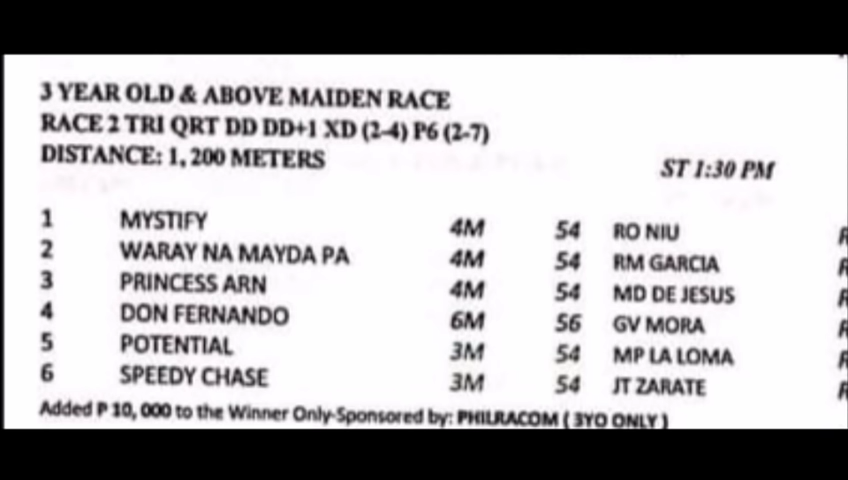 3 YEAR OLD & ABOVE MAIDEN RACE
RACE 2 TRI QRT DD DD+1 XD (2-4) P6 (2-7)
DISTANCE: 1, 200 METERS ST 1:30 PM
1 MYSTIFY 4M 54 RO NIU
2 WARAY NA MAYDA PA 4M 54 RM GARCIA
3 PRINCESS ARN 4M 54 MD DE JESUS
4 DON FERNANDO 6M 56 GV MORA
5 POTENTIAL 3M 54 MP LA LOMA
6 SPEEDY CHASE 3M 54 JT ZARATE
Added P 10, 000 to the Winner Only-Sponsored by: PHILRACOM ( 3YO ONLY )